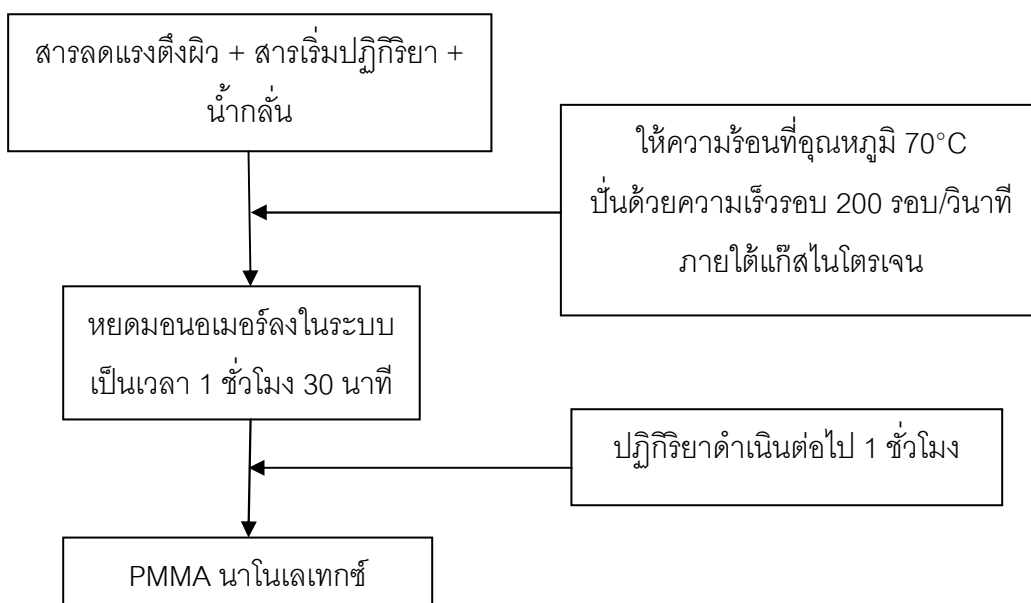 สารลดแรงตึงผิว + สารเริ่มปฏิกิริยา +
น้ำกลั่น
ให้ความร้อนที่อุณหภูมิ 70°C
ปั่นด้วยความเร็วรอบ 200 รอบ/วินาที
ภายใต้แก๊สไนโตรเจน
หยดมอนอเมอร์ลงในระบบ
เป็นเวลา 1 ชั่วโมง 30 นาที
ปฏิกิริยาดำเนินต่อไป 1 ชั่วโมง
PMMA นาโนเลเทกซ์